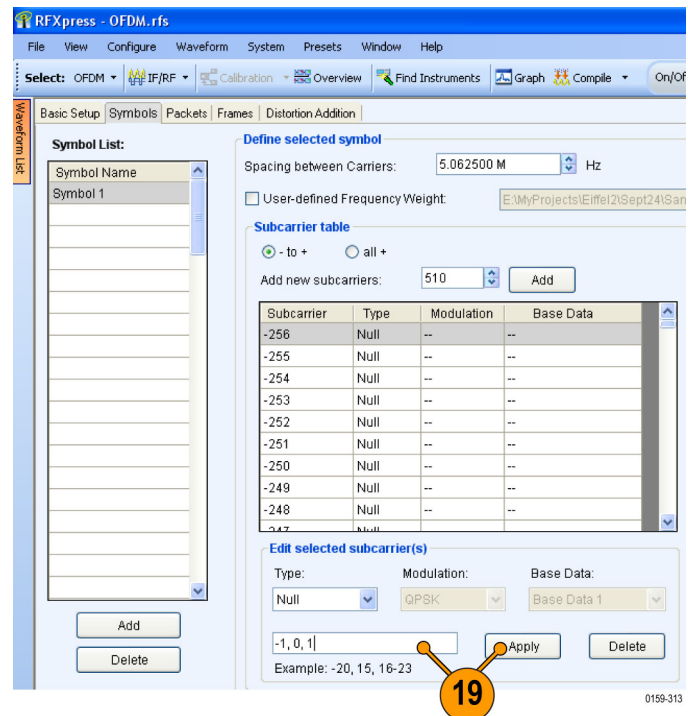 RFXpress - OFDM.rfs
File View Configure Waveform System Presets Window Help
Select: OFDM IF/RF Calibration Overview Find Instruments Graph Compile On/Of
Waveform List
Basic Setup Symbols Packets Frames Distortion Addition
Symbol List:
Symbol Name
Symbol 1
Add
Delete
Define selected symbol
Spacing between Carriers: 5.062500 M Hz
User-defined Frequency Weight: E:\MyProjects\Eiffel2\Sept24\San
Subcarrier table
- to + all +
Add new subcarriers: 510 Add
Subcarrier Type Modulation Base Data
-256 Null -- --
-255 Null -- --
-254 Null -- --
-253 Null -- --
-252 Null -- --
-251 Null -- --
-250 Null -- --
-249 Null -- --
-248 Null -- --
Edit selected subcarrier(s)
Type: Modulation: Base Data:
Null QPSK Base Data 1
-1, 0, 1 Apply Delete
Example: -20, 15, 16-23
19
0159-313